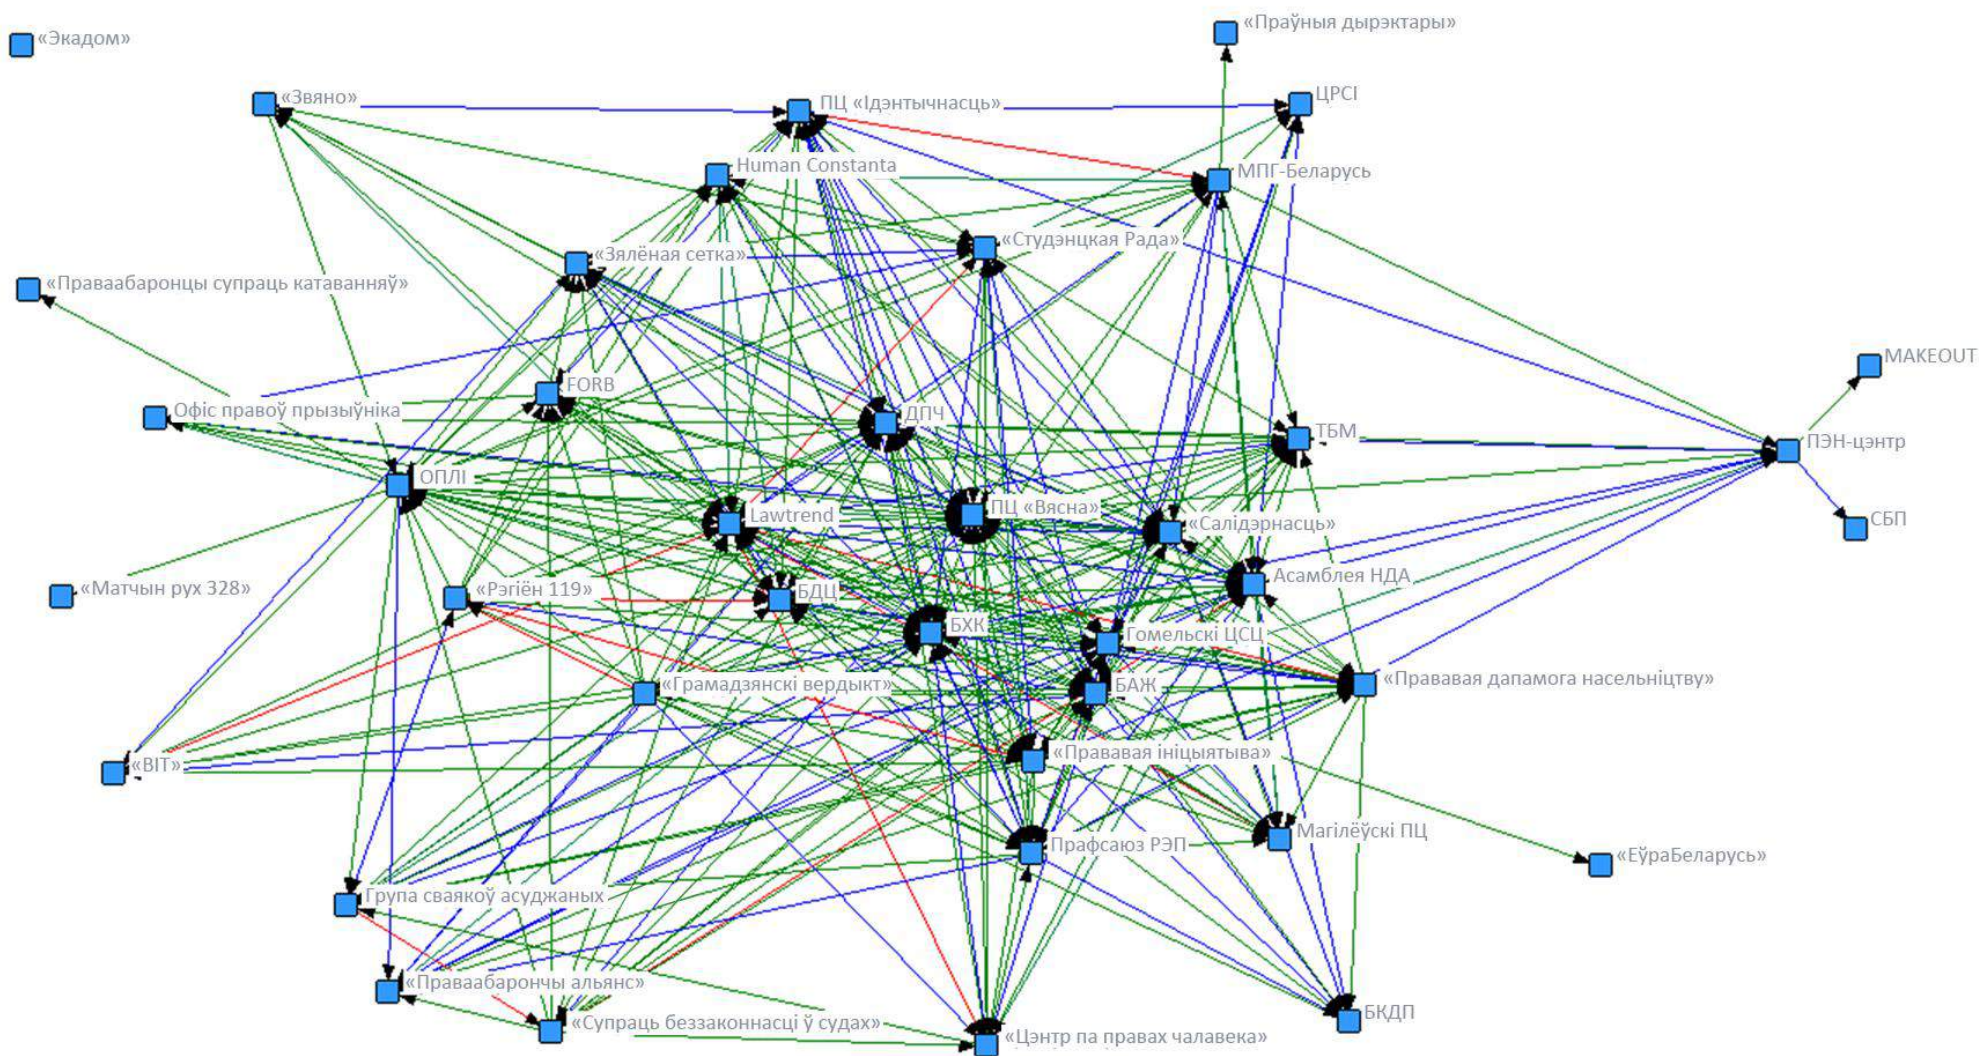 «Праўныя дырэктары»
«Экадом»
«Звяно»
ПЦ «Ідэнтычнасць»
ЦРСІ
Human Constanta
МПГ-Беларусь
«Студэнцкая Рада»
«Зялёная сетка»
«Праваабаронцы супраць катаванняў»
MAKEOUT
FORB
Офіс правоў прызыўніка
ДПЧ
ТБМ
ПЭН-цэнтр
ОПЛІ
Lawtrend
ПЦ «Вясна»
«Салідэрнасць»
СБП
Асамблея НДА
«Матчын рух 328»
«Рэгіён 119»
БДЦ
БХК
Гомельскі ЦСЦ
«Грамадзянскі вердыкт»
БАЖ
«Прававая дапамога насельніцтву»
«ВІТ»
«Прававая ініцыятыва»
Прафсаюз РЭП
Магілёўскі ПЦ
«ЕўраБеларусь»
Група сваякоў асуджаных
«Праваабарончы альянс»
БКДП
«Супраць беззаконнасці ў судах»
«Цэнтр па правах чалавека»